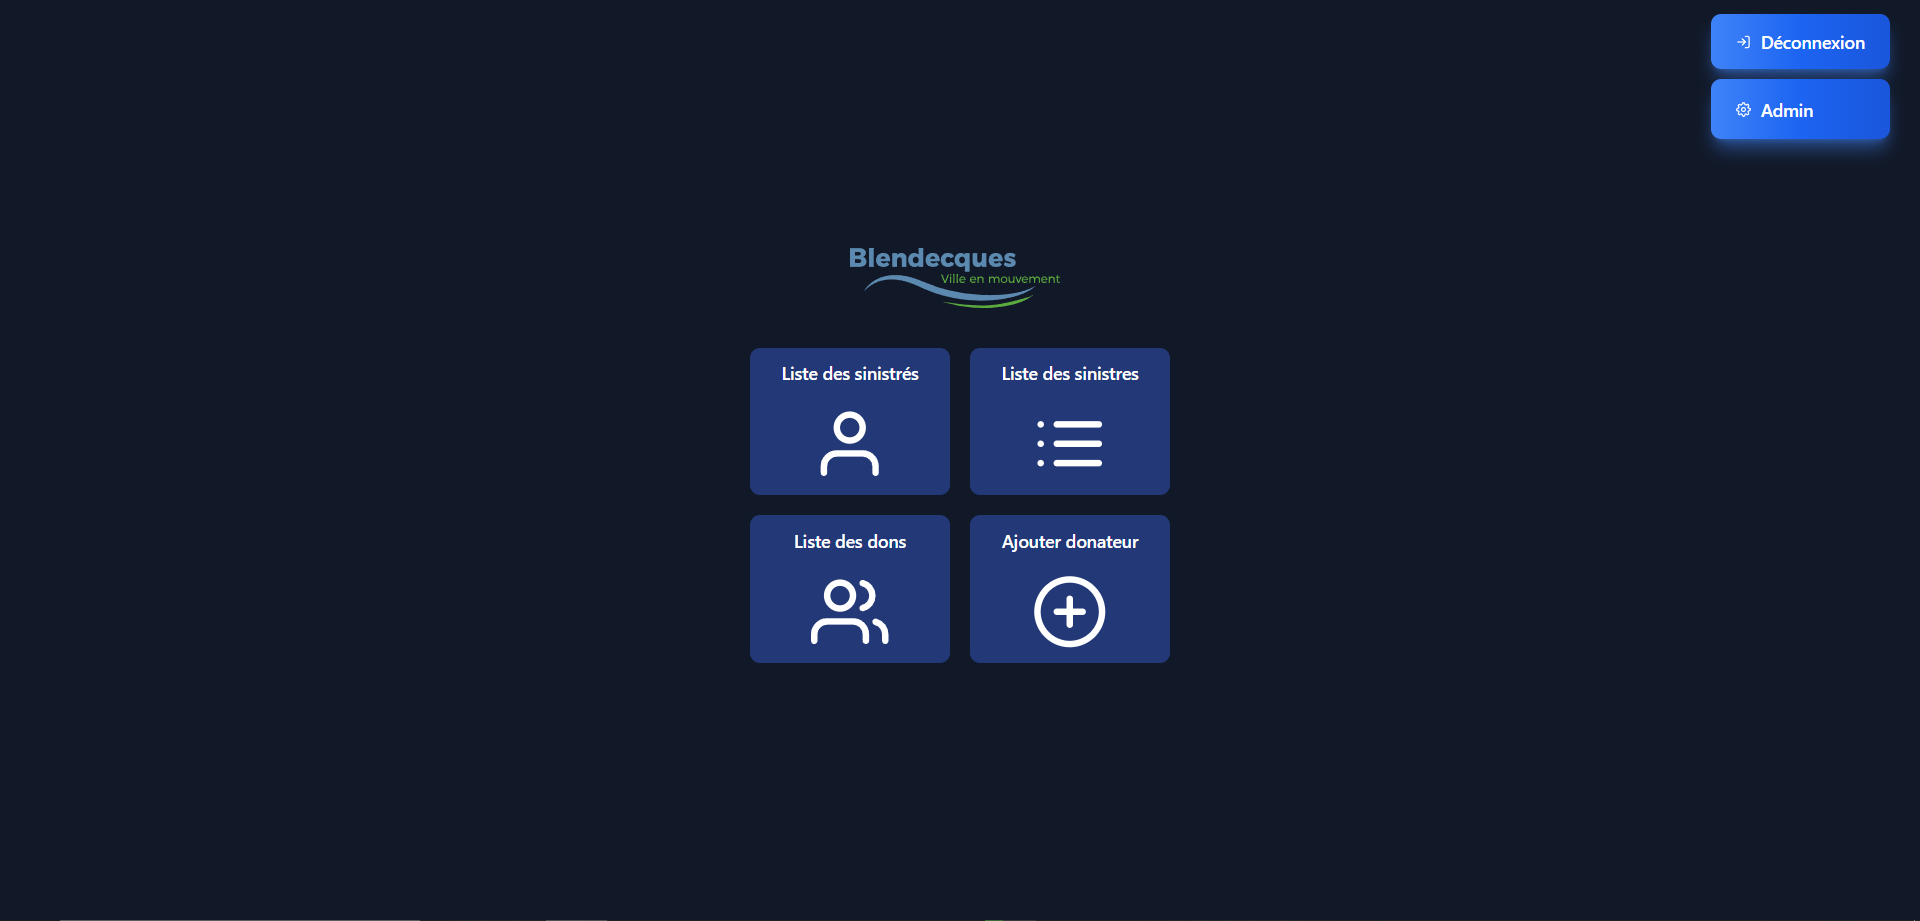 Déconnexion
Admin
Blendecques
Ville en mouvement
Liste des sinistrés
Liste des sinistres
Liste des dons
Ajouter donateur